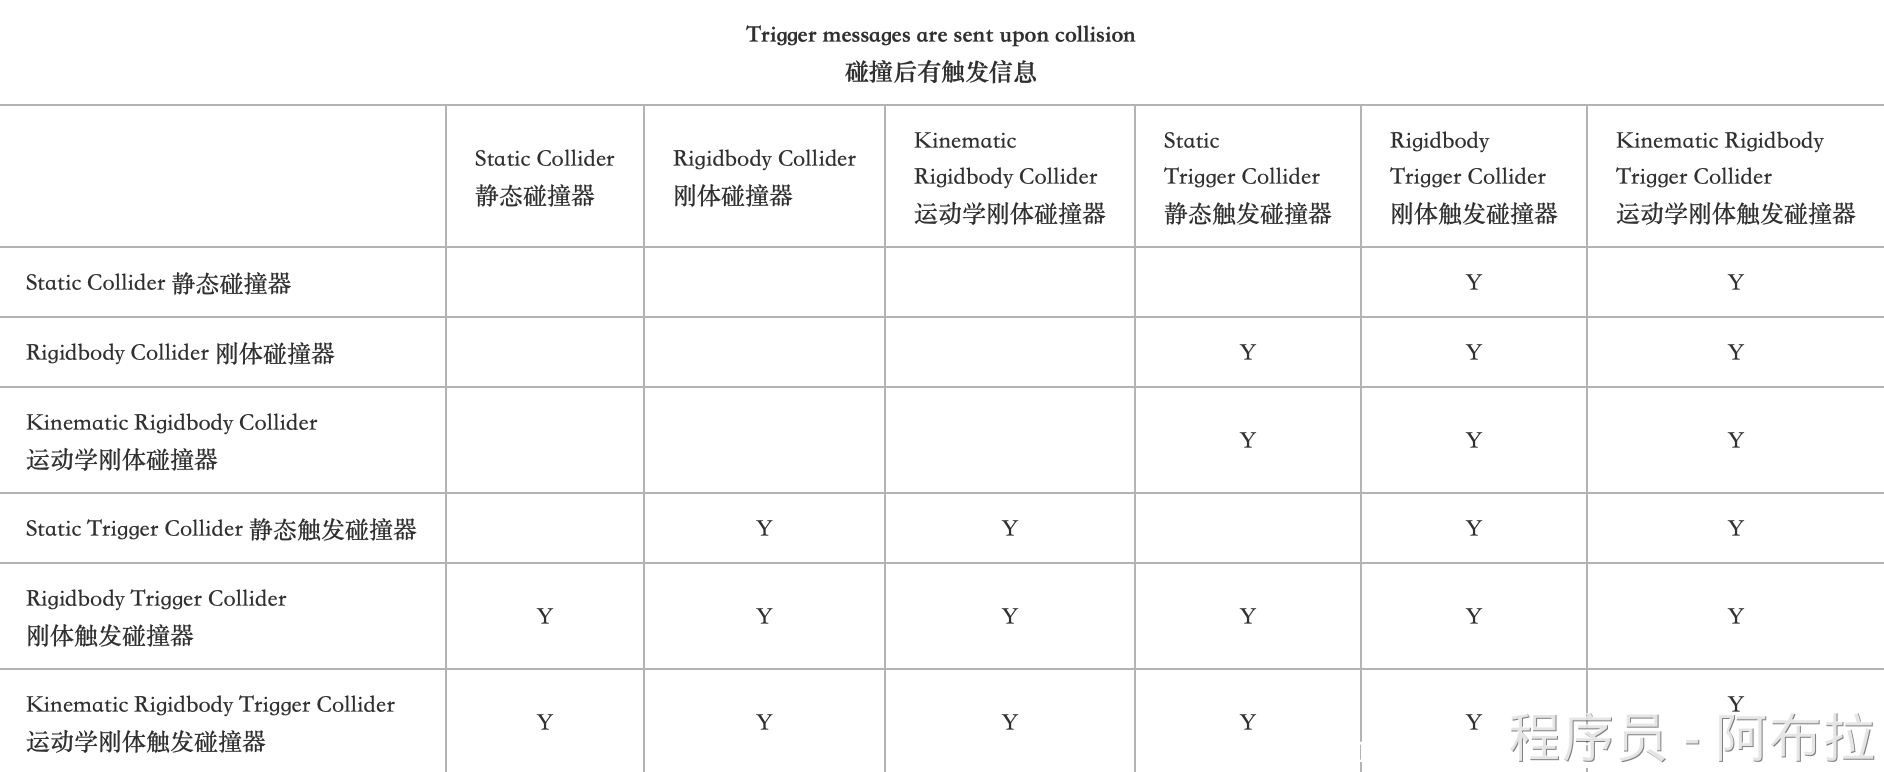 Trigger messages are sent upon collision
碰撞后有触发信息
Static Collider
静态碰撞器
Rigidbody Collider
刚体碰撞器
Kinematic
Rigidbody Collider
运动学刚体碰撞器
Static
Trigger Collider
静态触发碰撞器
Rigidbody
Trigger Collider
刚体触发碰撞器
Kinematic Rigidbody
Trigger Collider
运动学刚体触发碰撞器
Static Collider 静态碰撞器 Y Y
Rigidbody Collider 刚体碰撞器 Y Y Y
Kinematic Rigidbody Collider
运动学刚体碰撞器
Y Y Y
Static Trigger Collider 静态触发碰撞器 Y Y Y Y
Rigidbody Trigger Collider
刚体触发碰撞器
Y Y Y Y Y Y
Kinematic Rigidbody Trigger Collider
运动学刚体触发碰撞器
Y Y Y Y Y Y
程序员 - 阿布拉